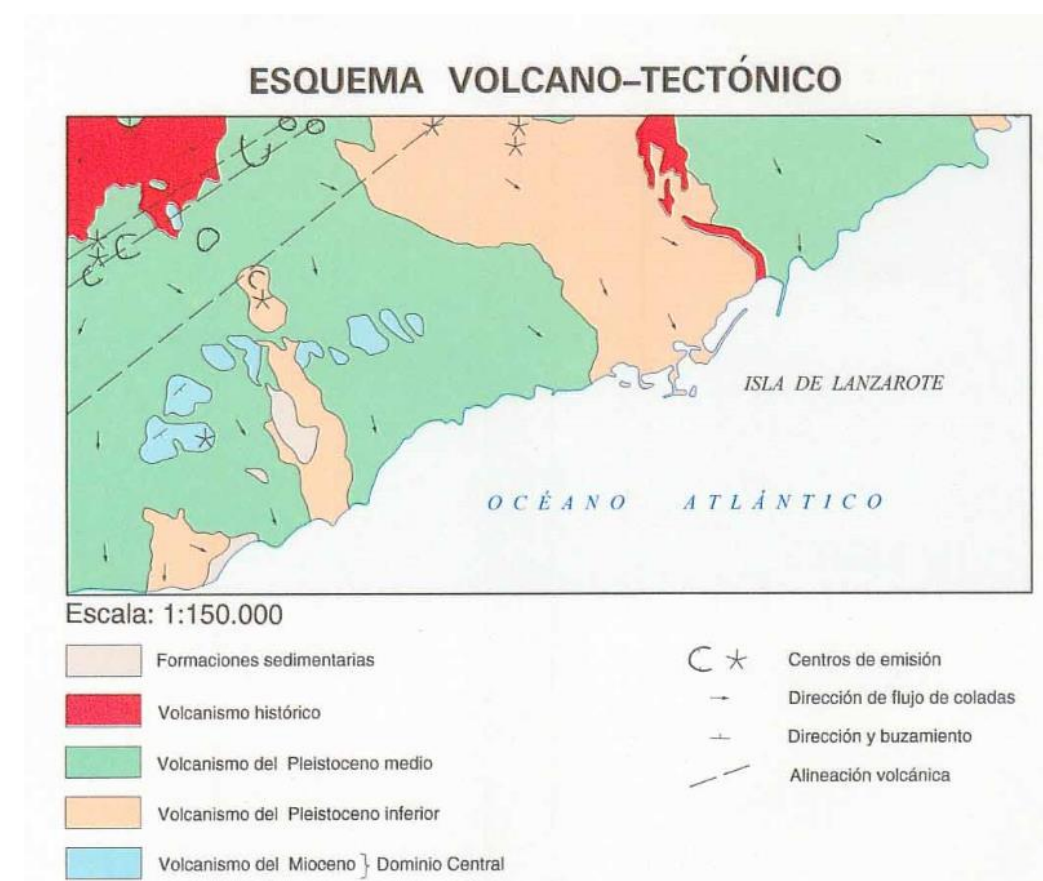 ESQUEMA VOLCANO–TECTÓNICO
ISLA DE LANZAROTE
OCÉANO ATLÁNTICO
Escala: 1:150.000
Formaciones sedimentarias
Volcanismo histórico
Volcanismo del Pleistoceno medio
Volcanismo del Pleistoceno inferior
Volcanismo del Mioceno } Dominio Central
Centros de emisión
Dirección de flujo de coladas
Dirección y buzamiento
Alineación volcánica